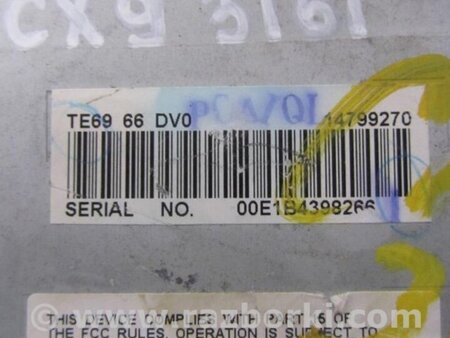 CX9 3161
TE69 66 DV0 14799270
SERIAL NO. 00E1B4398266
THIS DEVICE COMPLIES WITH PART 15 OF
THE FCC RULES. OPERATION IS SUBJECT TO